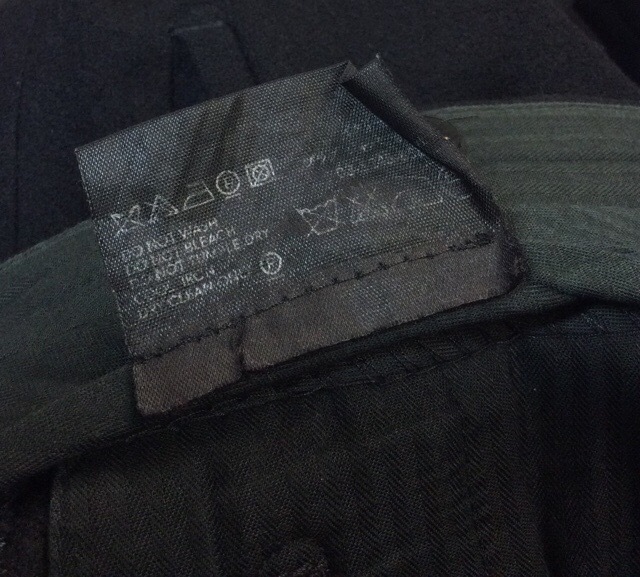 DO NOT WASH
DO NOT BLEACH
DO NOT TUMBLE DRY
COOL IRON
DRY CLEAN ONLY
P